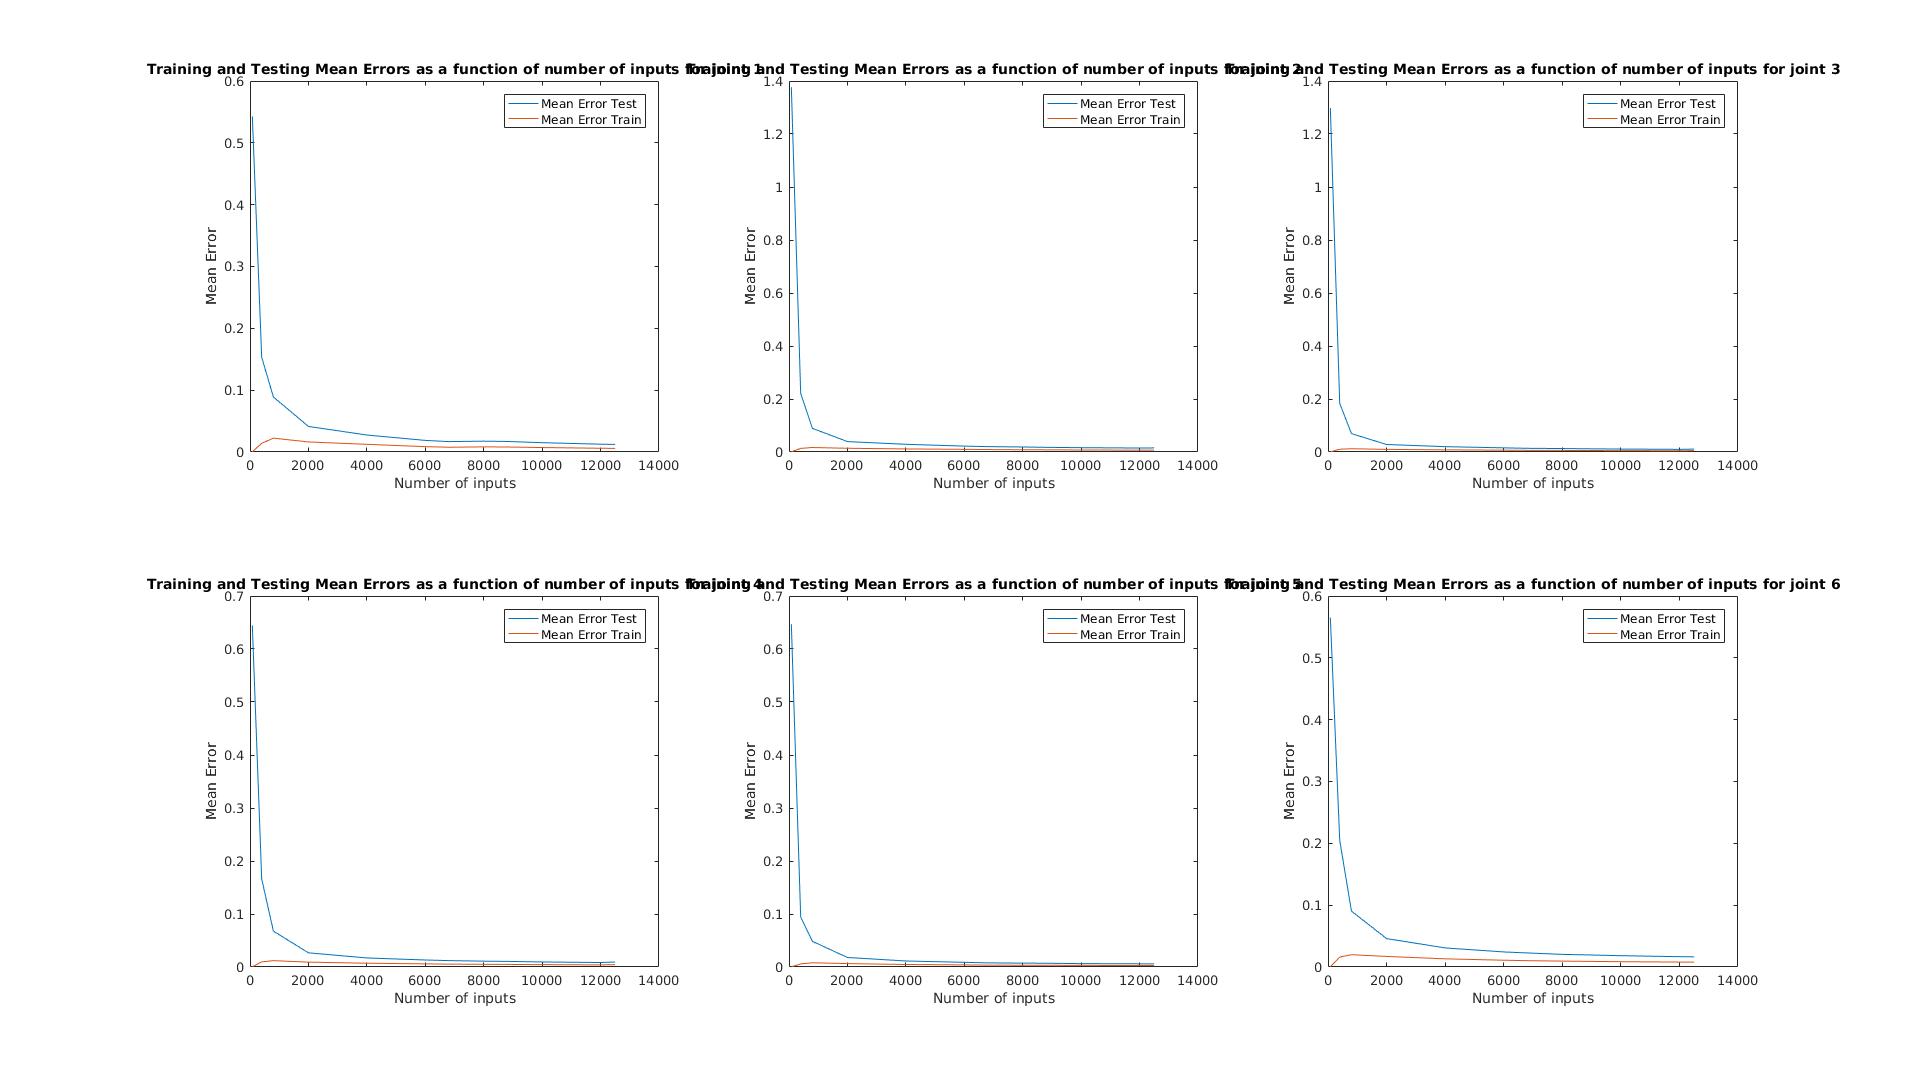 Training and Testing Mean Errors as a function of number of inputs for joint 1
0.6
0.5
0.4
0.3
0.2
0.1
0
Mean Error
Mean Error Test
Mean Error Train
0 2000 4000 6000 8000 10000 12000 14000
Number of inputs
Training and Testing Mean Errors as a function of number of inputs for joint 2
1.4
1.2
1
0.8
0.6
0.4
0.2
0
Mean Error
Mean Error Test
Mean Error Train
0 2000 4000 6000 8000 10000 12000 14000
Number of inputs
Training and Testing Mean Errors as a function of number of inputs for joint 3
1.4
1.2
1
0.8
0.6
0.4
0.2
0
Mean Error
Mean Error Test
Mean Error Train
0 2000 4000 6000 8000 10000 12000 14000
Number of inputs
Training and Testing Mean Errors as a function of number of inputs for joint 4
0.7
0.6
0.5
0.4
0.3
0.2
0.1
0
Mean Error
Mean Error Test
Mean Error Train
0 2000 4000 6000 8000 10000 12000 14000
Number of inputs
Training and Testing Mean Errors as a function of number of inputs for joint 5
0.7
0.6
0.5
0.4
0.3
0.2
0.1
0
Mean Error
Mean Error Test
Mean Error Train
0 2000 4000 6000 8000 10000 12000 14000
Number of inputs
Training and Testing Mean Errors as a function of number of inputs for joint 6
0.6
0.5
0.4
0.3
0.2
0.1
0
Mean Error
Mean Error Test
Mean Error Train
0 2000 4000 6000 8000 10000 12000 14000
Number of inputs